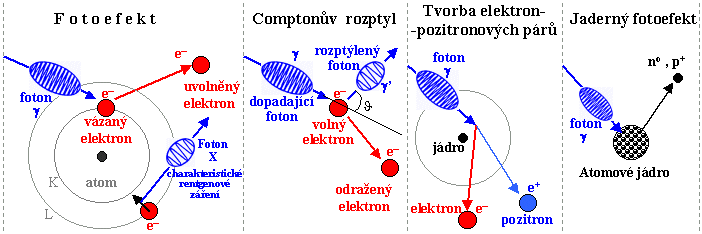 Fotoefekt
foton
γ
e⁻
vázaný
elektron
e⁻
uvolněný
elektron
Foton
X
charakteristické
rentgenové
záření
K
atom
L
e⁻
Comptonův rozptyl
γ
rozptýlený
foton
γ'
dopadající
foton
e⁻
ϑ
volný
elektron
e⁻
odražený
elektron
Tvorba elektron-
-pozitronových párů
foton
γ
jádro
e⁺
elektron
e⁻
pozitron
Jaderný fotoefekt
n⁰ , p⁺
foton
γ
Atomové jádro